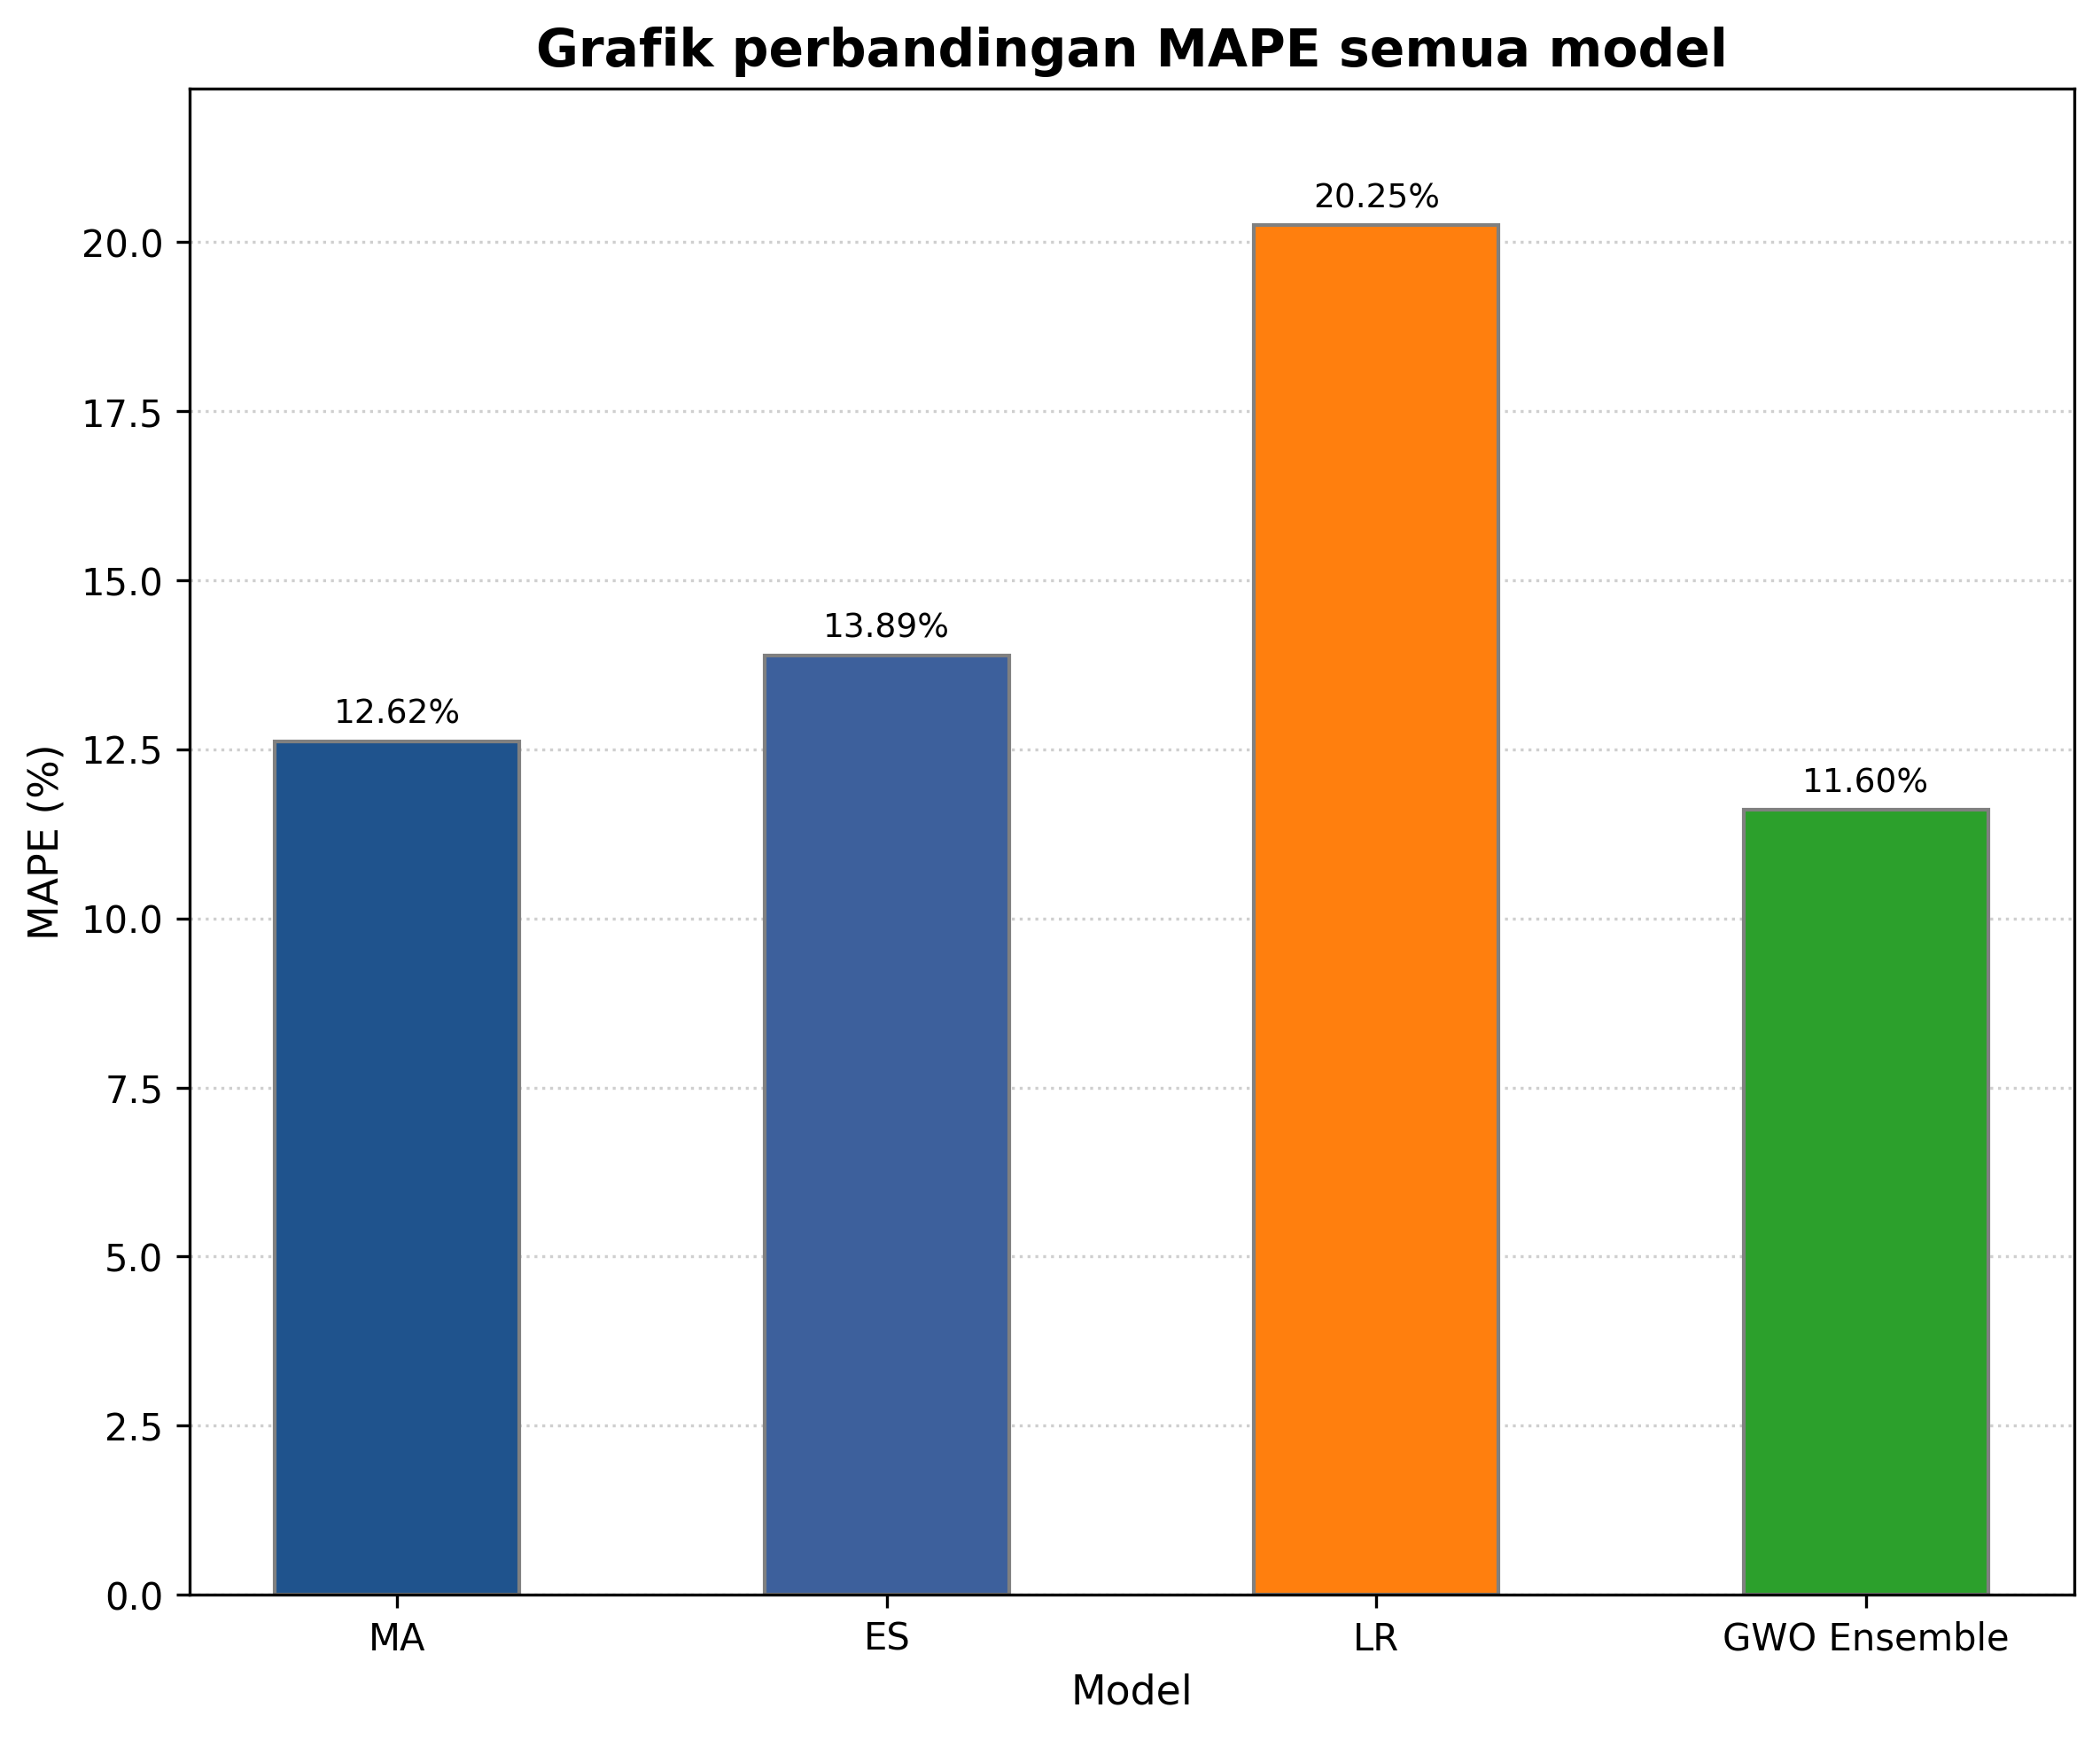 Grafik perbandingan MAPE semua model
20.25%
13.89%
12.62%
11.60%
MAPE (%)
20.0
17.5
15.0
12.5
10.0
7.5
5.0
2.5
0.0
MA
ES
LR
GWO Ensemble
Model